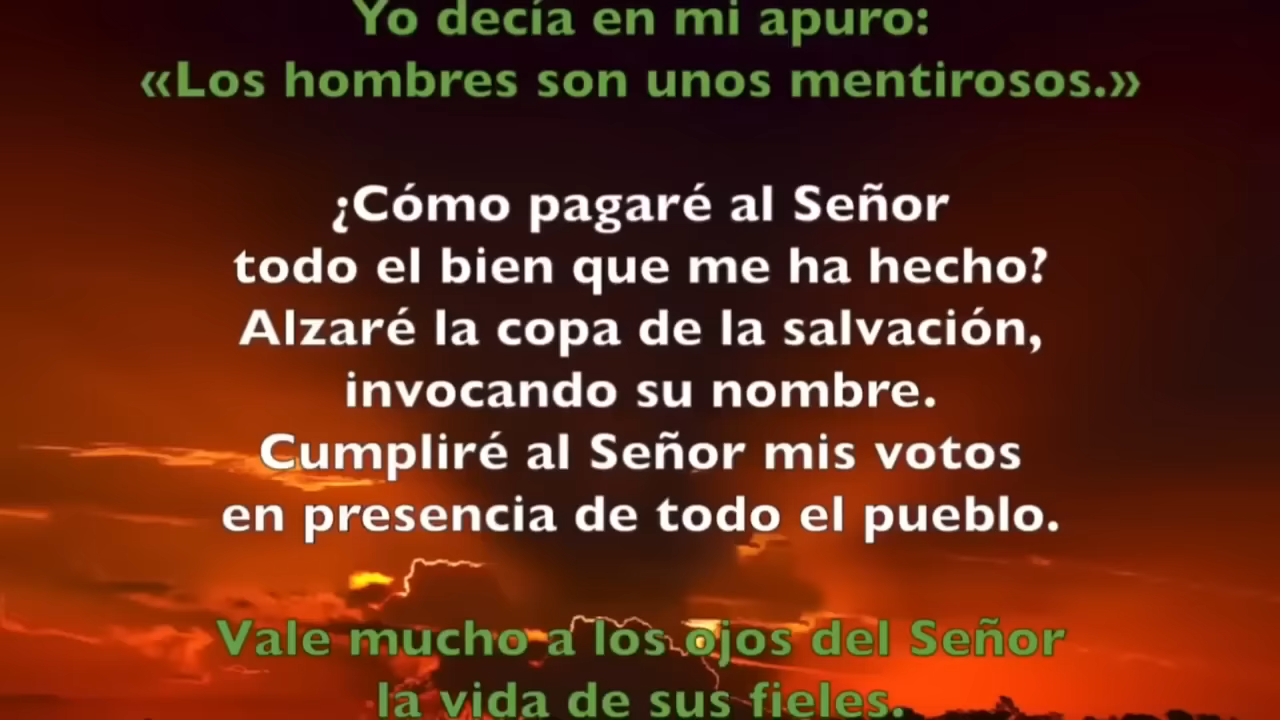 Yo decía en mi apuro:
«Los hombres son unos mentirosos.»
¿Cómo pagaré al Señor
todo el bien que me ha hecho?
Alzaré la copa de la salvación,
invocando su nombre.
Cumpliré al Señor mis votos
en presencia de todo el pueblo.
Vale mucho a los ojos del Señor
la vida de sus fieles.